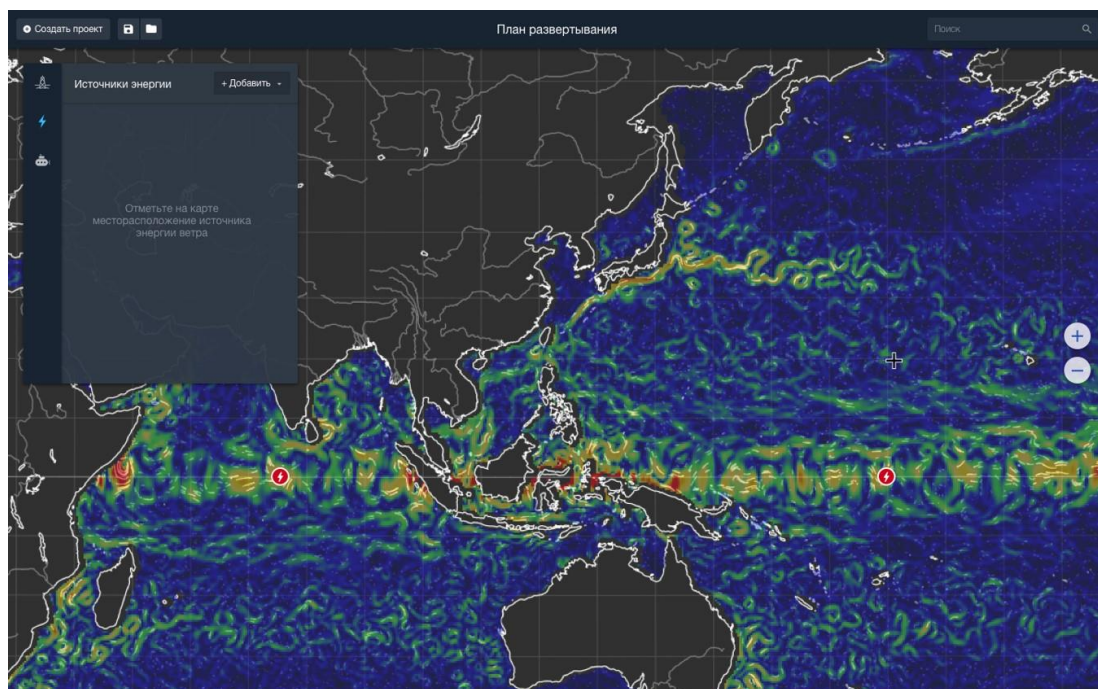 Создать проект
План развертывания
Поиск
Источники энергии
+ Добавить
Отметьте на карте
месторасположение источника
энергии ветра